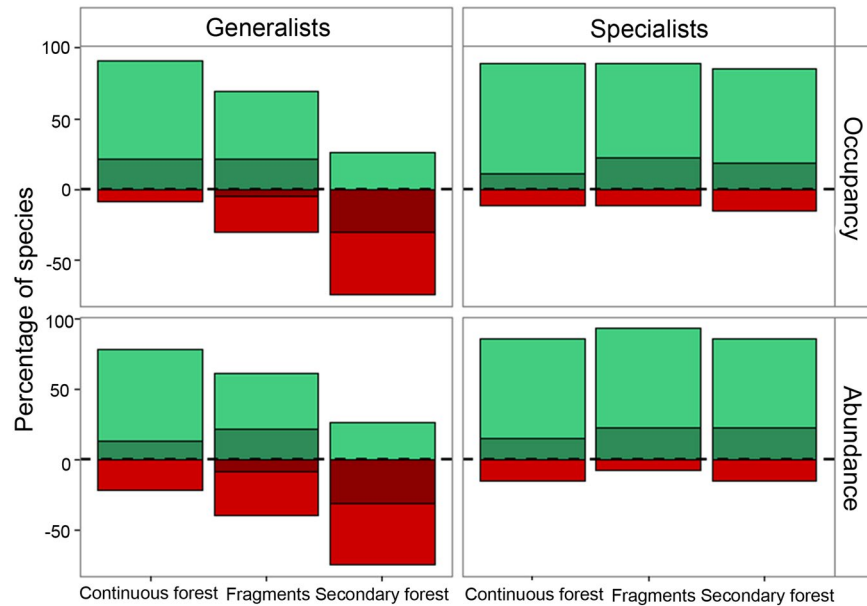 Generalists
Specialists
Percentage of species
100
50
0
-50
Occupancy
100
50
0
-50
Abundance
Continuous forest
Fragments
Secondary forest
Continuous forest
Fragments
Secondary forest